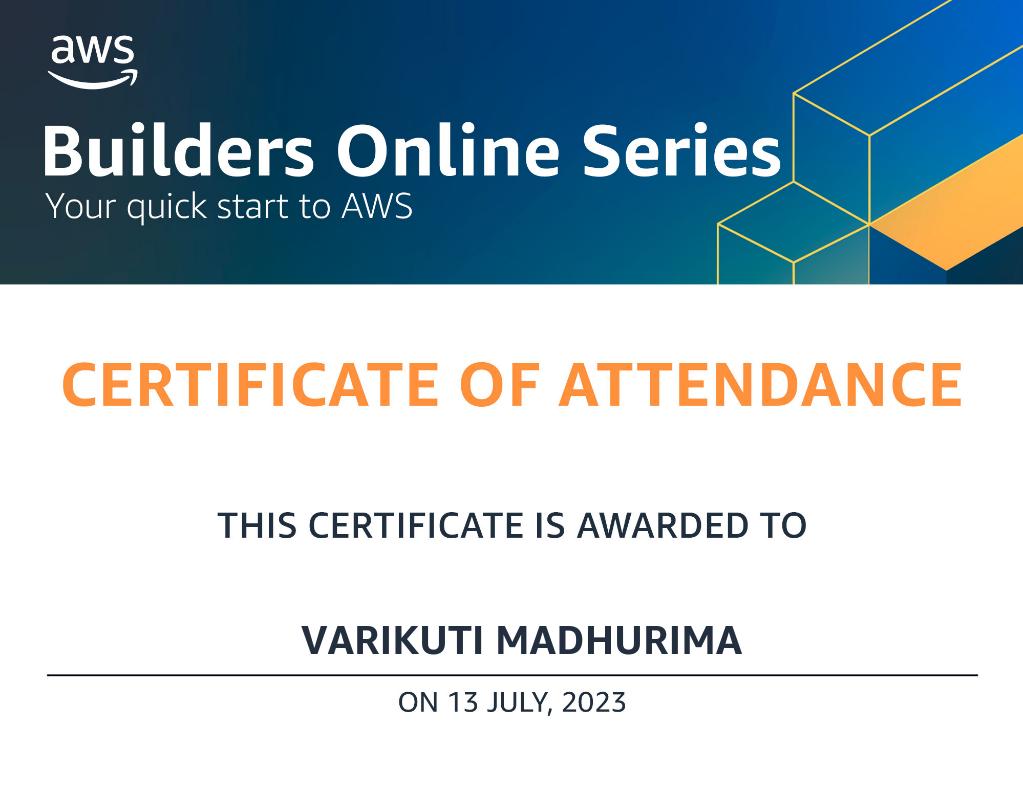 aws
Builders Online Series
Your quick start to AWS
CERTIFICATE OF ATTENDANCE
THIS CERTIFICATE IS AWARDED TO
VARIKUTI MADHURIMA
ON 13 JULY, 2023